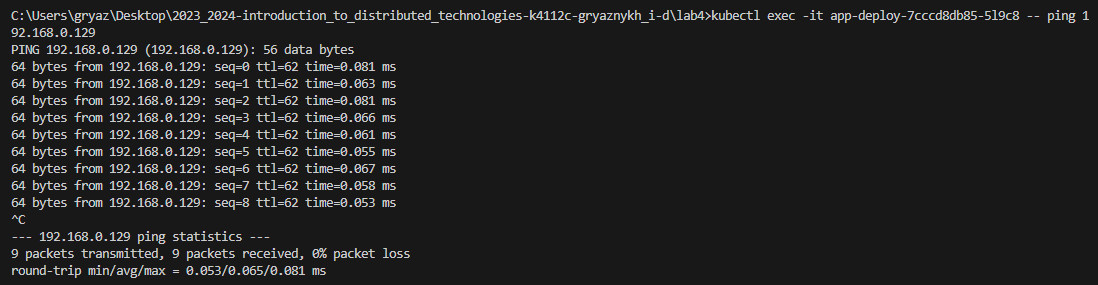 C:\Users\gryaz\Desktop\2023_2024-introduction_to_distributed_technologies-k4112c-gryaznykh_i-d\lab4>kubectl exec -it app-deploy-7cccd8db85-5l9c8 -- ping 1
92.168.0.129
PING 192.168.0.129 (192.168.0.129): 56 data bytes
64 bytes from 192.168.0.129: seq=0 ttl=62 time=0.081 ms
64 bytes from 192.168.0.129: seq=1 ttl=62 time=0.063 ms
64 bytes from 192.168.0.129: seq=2 ttl=62 time=0.081 ms
64 bytes from 192.168.0.129: seq=3 ttl=62 time=0.066 ms
64 bytes from 192.168.0.129: seq=4 ttl=62 time=0.061 ms
64 bytes from 192.168.0.129: seq=5 ttl=62 time=0.055 ms
64 bytes from 192.168.0.129: seq=6 ttl=62 time=0.067 ms
64 bytes from 192.168.0.129: seq=7 ttl=62 time=0.058 ms
64 bytes from 192.168.0.129: seq=8 ttl=62 time=0.053 ms
^C
--- 192.168.0.129 ping statistics ---
9 packets transmitted, 9 packets received, 0% packet loss
round-trip min/avg/max = 0.053/0.065/0.081 ms